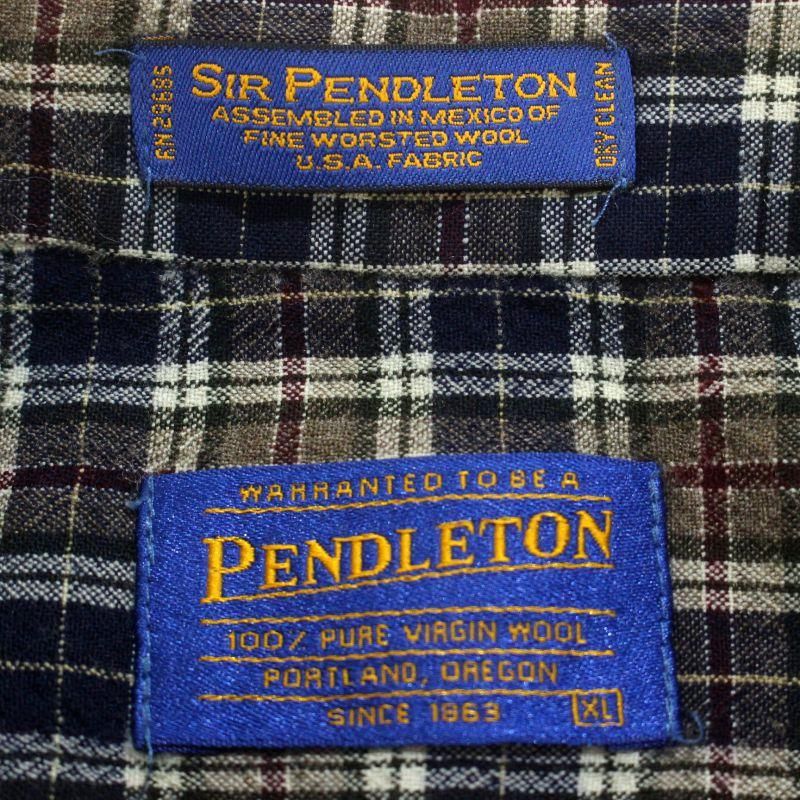 SIR PENDLETON
ASSEMBLED IN MEXICO OF
FINE WORSTED WOOL
U.S.A. FABRIC
RN 29685
DRY CLEAN
WARRANTED TO BE A
PENDLETON
100% PURE VIRGIN WOOL
PORTLAND, OREGON
SINCE 1863
XL